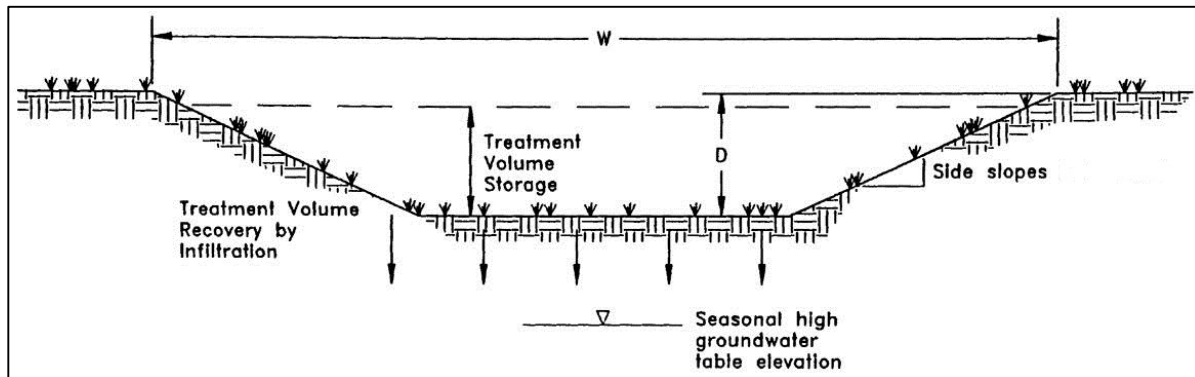 W
Treatment
Volume
Storage
D
Side slopes
Treatment Volume
Recovery by
Infiltration
Seasonal high
groundwater
table elevation